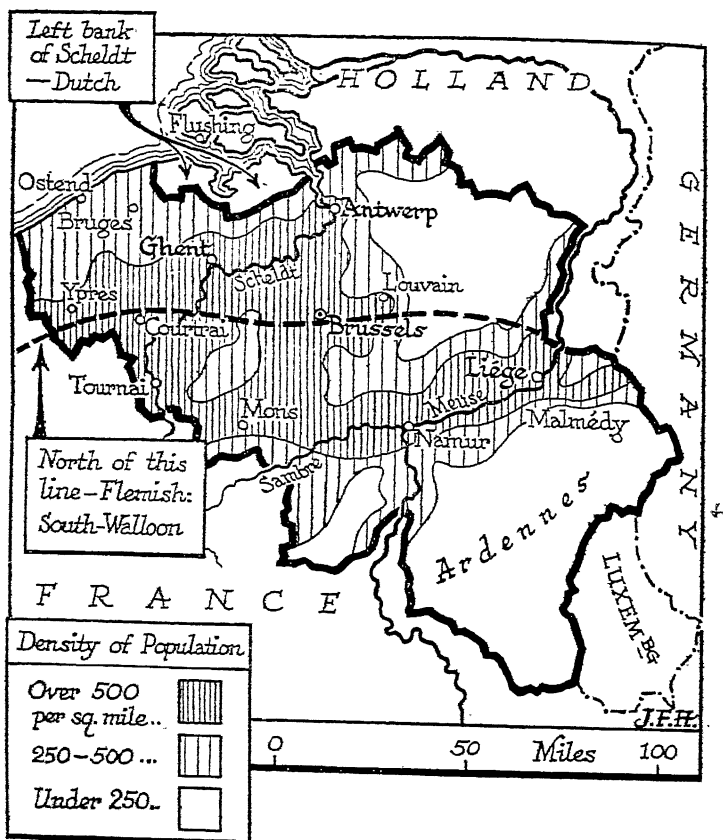 Left bank
of Scheldt
—Dutch
HOLLAND
Flushing
Ostend
Bruges
Antwerp
Ghent
Scheldt
Louvain
Ypres
Courtrai
Brussels
GERMANY
Liége
Tournai
Meuse
Mons
Malmédy
Namur
North of this
line—Flemish:
South-Walloon
Sambre
Ardennes
FRANCE
LUXEMBG
Density of Population
Over 500
per sq. mile..
250–500 ...
Under 250..
J.F.H.
0 50 Miles 100